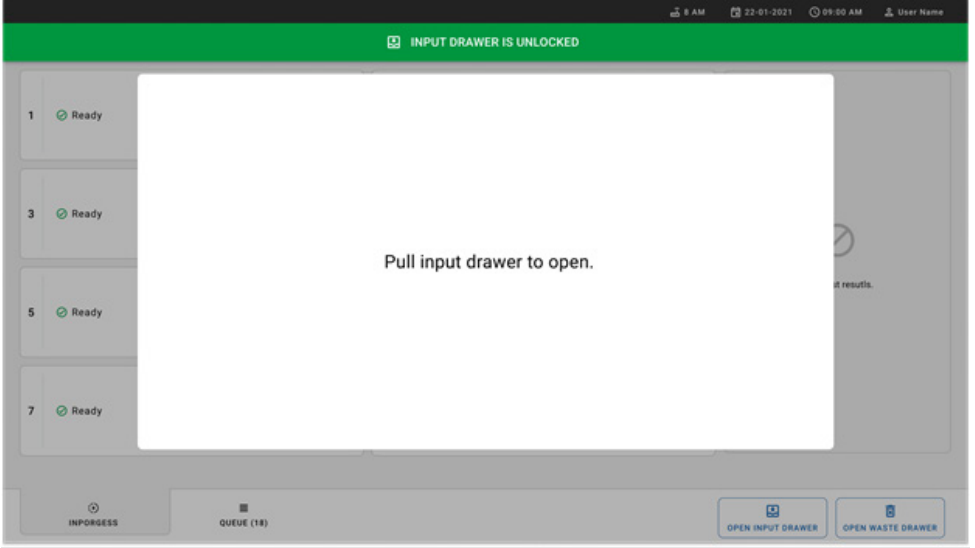 8 AM 22-01-2021 09:00 AM User Name
INPUT DRAWER IS UNLOCKED
1 Ready
3 Ready
Pull input drawer to open.
resutls.
5 Ready
7 Ready
INPORGESS
QUEUE (18)
OPEN INPUT DRAWER
OPEN WASTE DRAWER